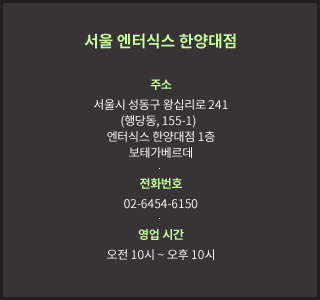 서울 엔터식스 한양대점
주소
서울시 성동구 왕십리로 241
(행당동, 155-1)
엔터식스 한양대점 1층
보테가베르데
·
전화번호
02-6454-6150
·
영업 시간
오전 10시 ~ 오후 10시